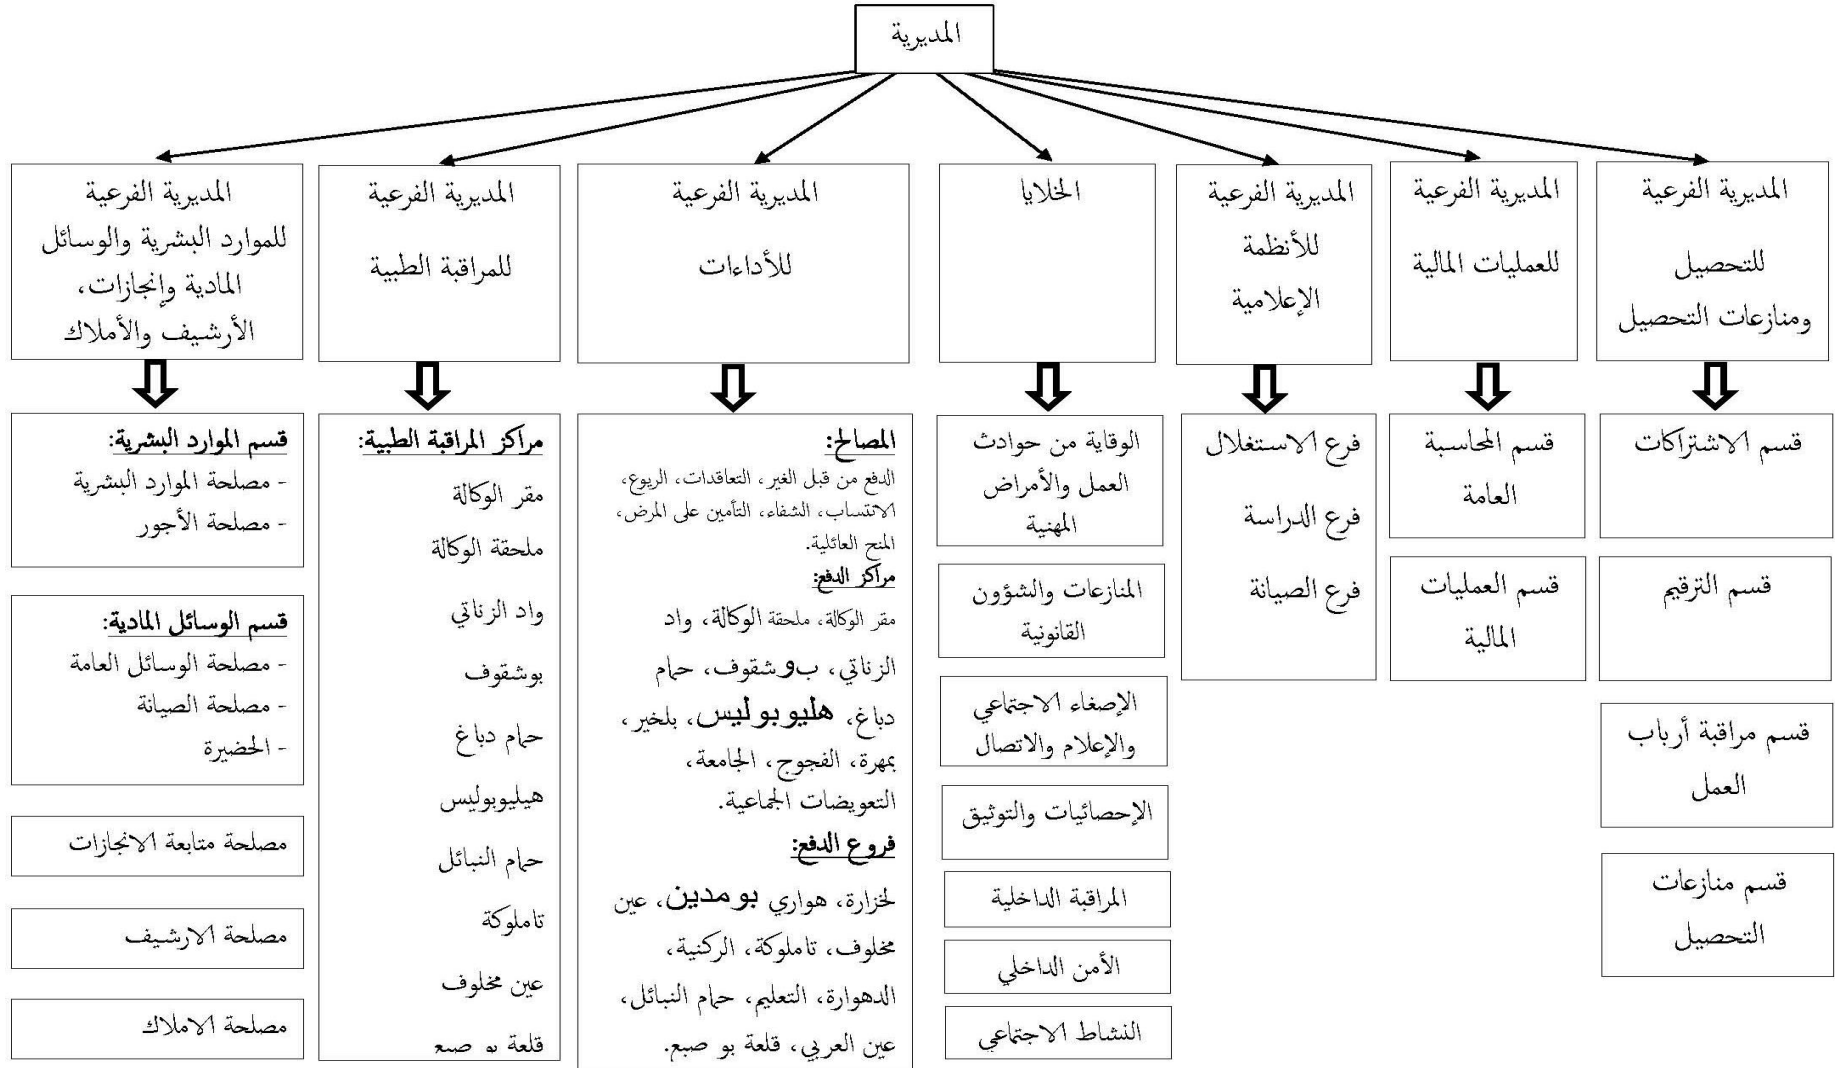 المديرية
المديرية الفرعية
للتحصيل
ومنازعات التحصيل
المديرية الفرعية
للعمليات المالية
المديرية الفرعية
للأنظمة
الإعلامية
الخلايا
المديرية الفرعية
للأداءات
المديرية الفرعية
للمراقبة الطبية
المديرية الفرعية
للموارد البشرية والوسائل
المادية وإنجازات،
الأرشيف والأملاك
قسم الاشتراكات
قسم الترقيم
قسم مراقبة أرباب
العمل
قسم منازعات
التحصيل
قسم المحاسبة
العامة
قسم العمليات
المالية
فرع الاستغلال
فرع الدراسة
فرع الصيانة
الوقاية من حوادث
العمل والأمراض
المهنية
المنازعات والشؤون
القانونية
الإصغاء الاجتماعي
والإعلام والاتصال
الإحصائيات والتوثيق
المراقبة الداخلية
الأمن الداخلي
النشاط الاجتماعي
المصالح:
الدفع من قبل الغير، التعاقدات، الريوع،
الانتساب، الشفاء، التأمين على المرض،
المنح العائلية.
مراكز الدفع:
مقر الوكالة، ملحقة الوكالة، واد
الزناتي، بوشقوف، حمام
دباغ، هليوبوليس، بلخير،
بمهرة، الفجوج، الجامعة،
التعويضات الجماعية.
فروع الدفع:
لخزارة، هواري بومدين، عين
مخلوف، تاملوكة، الركنية،
الدهوارة، التعليم، حمام النبائل،
عين العربي، قلعة بو صبع.
مراكز المراقبة الطبية:
مقر الوكالة
ملحقة الوكالة
واد الزناتي
بوشقوف
حمام دباغ
هيليوبوليس
حمام النبائل
تاملوكة
عين مخلوف
قلعة بو صبع
قسم الموارد البشرية:
- مصلحة الموارد البشرية
- مصلحة الأجور
قسم الوسائل المادية:
- مصلحة الوسائل العامة
- مصلحة الصيانة
- الحضيرة
مصلحة متابعة الانجازات
مصلحة الارشيف
مصلحة الاملاك